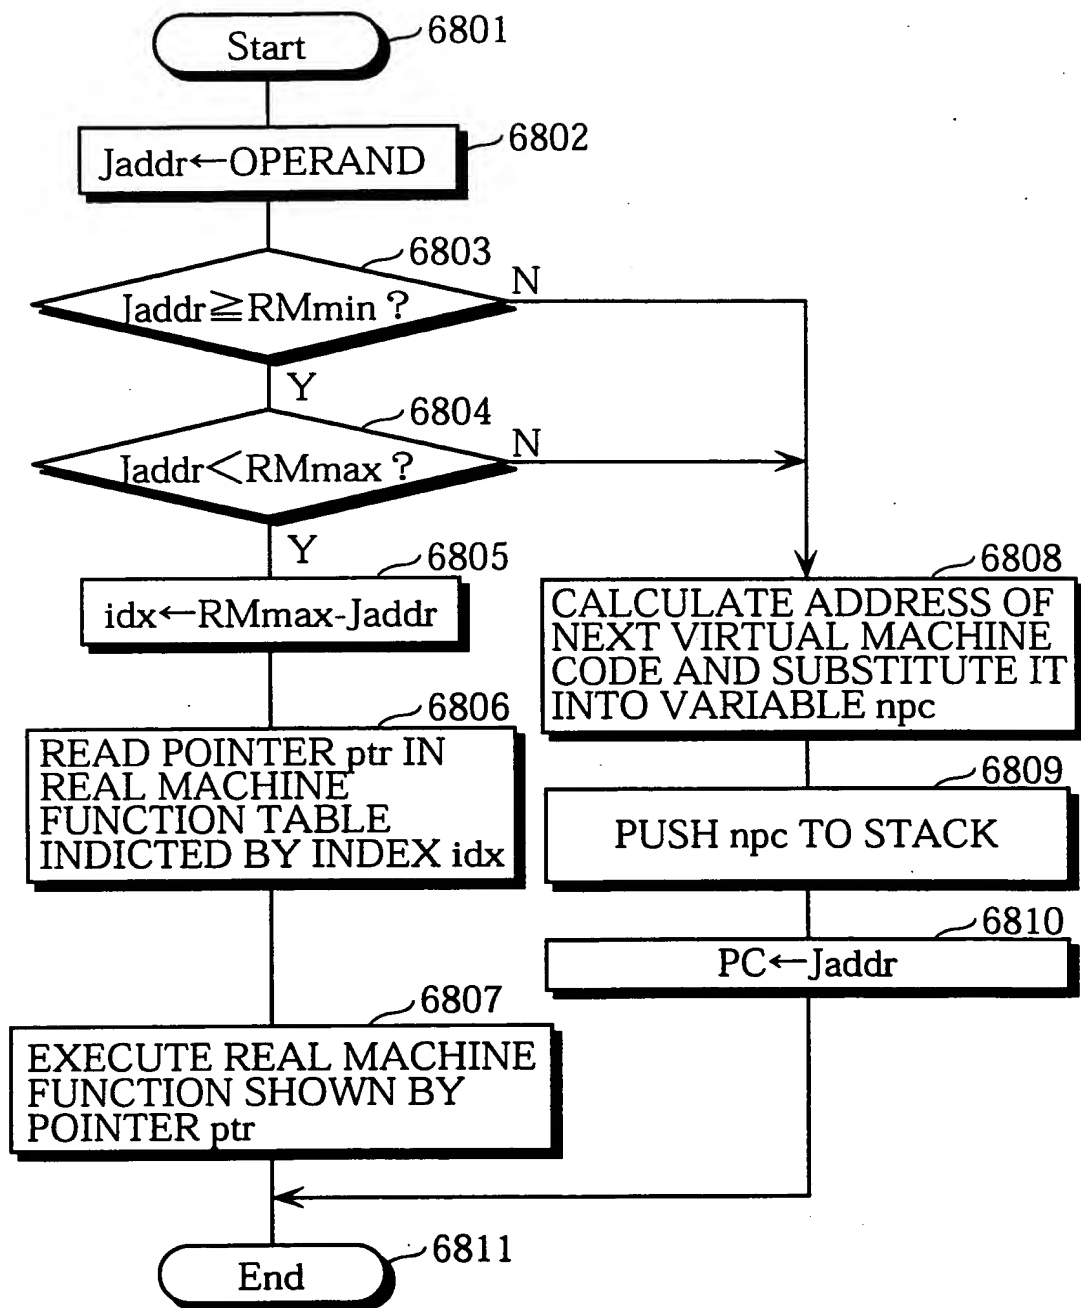 Start
6801
Jaddr←OPERAND
6802
Jaddr≧RMmin ?
6803
N
Y
Jaddr<RMmax ?
6804
N
Y
idx←RMmax-Jaddr
6805
READ POINTER ptr IN
REAL MACHINE
FUNCTION TABLE
INDICTED BY INDEX idx
6806
EXECUTE REAL MACHINE
FUNCTION SHOWN BY
POINTER ptr
6807
CALCULATE ADDRESS OF
NEXT VIRTUAL MACHINE
CODE AND SUBSTITUTE IT
INTO VARIABLE npc
6808
PUSH npc TO STACK
6809
PC←Jaddr
6810
End
6811